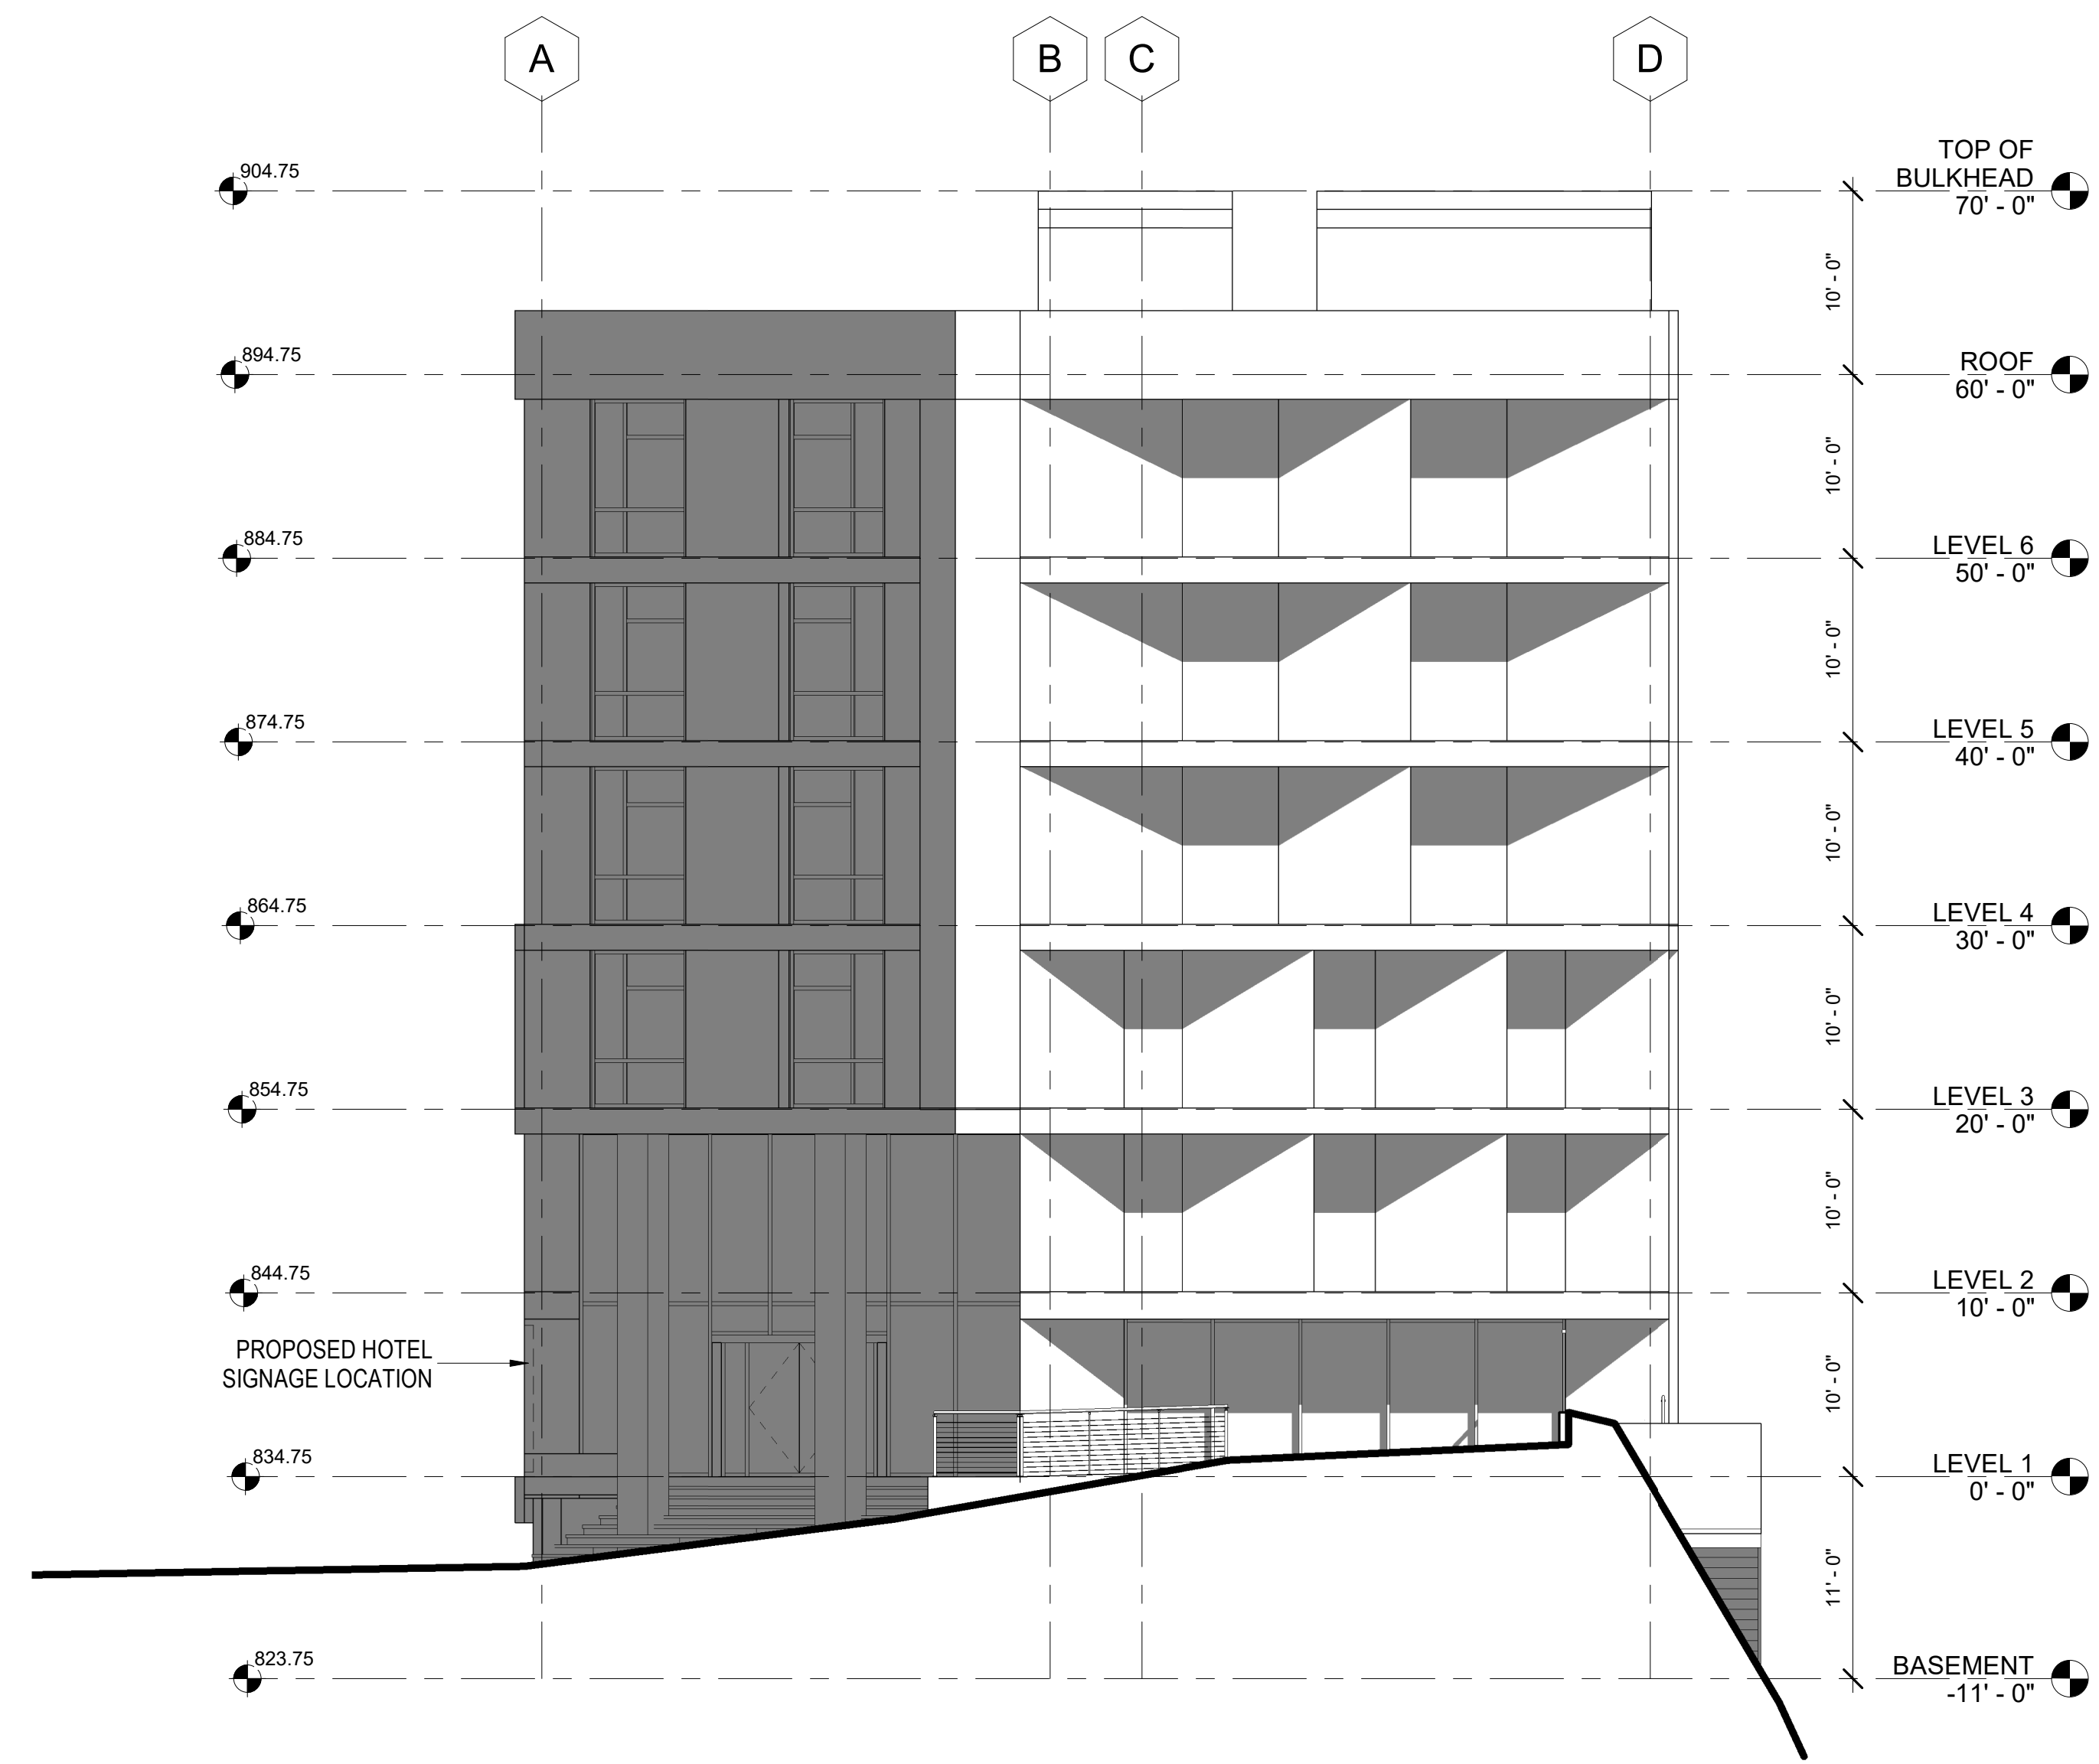 A
B
C
D
904.75
TOP OF
BULKHEAD
70' - 0"
10' - 0"
894.75
ROOF
60' - 0"
10' - 0"
884.75
LEVEL 6
50' - 0"
10' - 0"
874.75
LEVEL 5
40' - 0"
10' - 0"
864.75
LEVEL 4
30' - 0"
10' - 0"
854.75
LEVEL 3
20' - 0"
10' - 0"
844.75
LEVEL 2
10' - 0"
PROPOSED HOTEL
SIGNAGE LOCATION
10' - 0"
834.75
LEVEL 1
0' - 0"
11' - 0"
823.75
BASEMENT
-11' - 0"